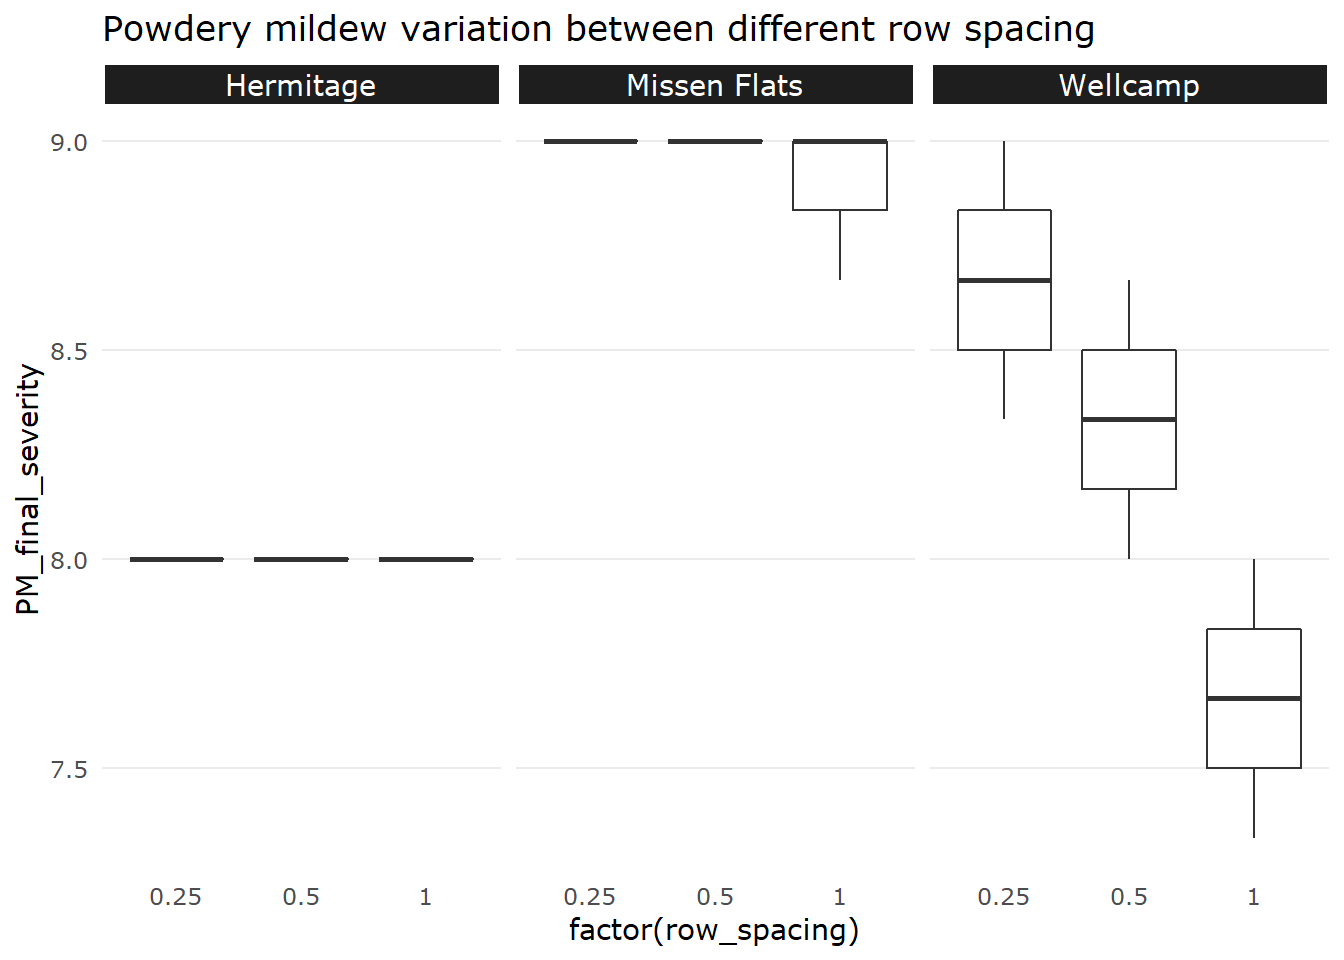 Powdery mildew variation between different row spacing
Hermitage Missen Flats Wellcamp
9.0
8.5
8.0
7.5
PM_final_severity
0.25 0.5 1 0.25 0.5 1 0.25 0.5 1
factor(row_spacing)